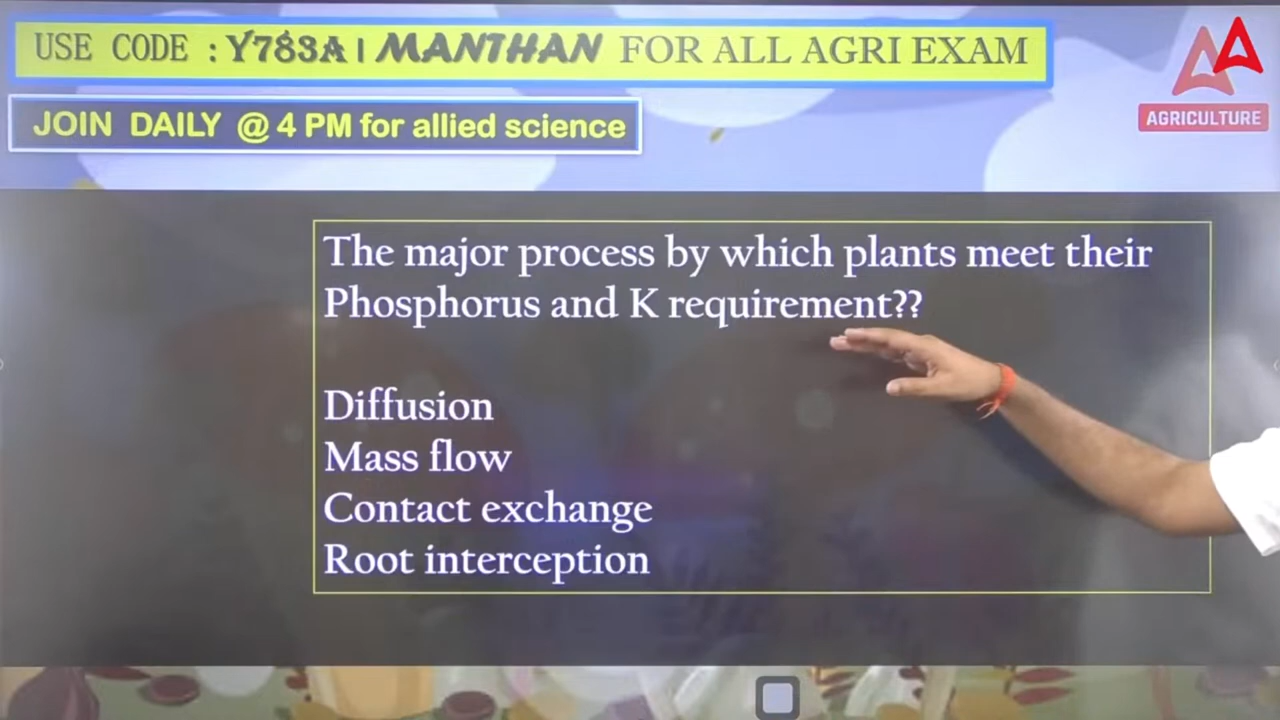 USE CODE : Y783A | MANTHAN FOR ALL AGRI EXAM
JOIN DAILY @ 4 PM for allied science
AGRICULTURE
The major process by which plants meet their
Phosphorus and K requirement??
Diffusion
Mass flow
Contact exchange
Root interception